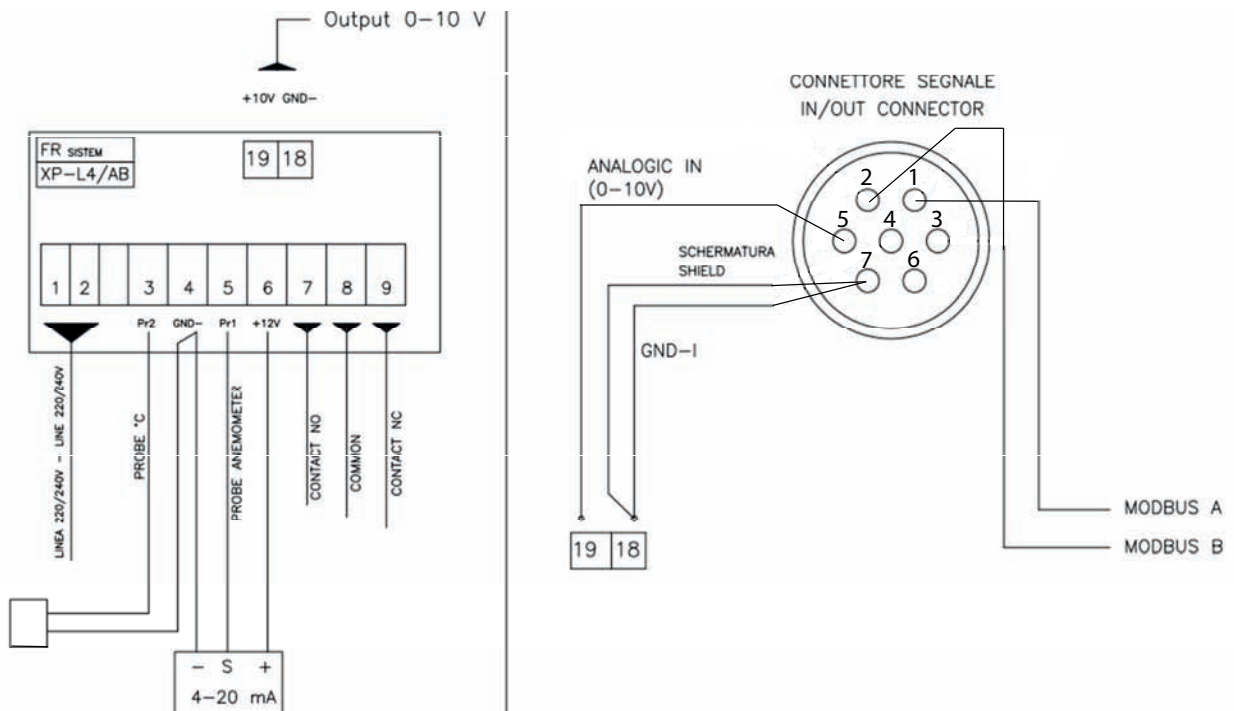 Output 0-10 V
+10V GND-
FR SISTEM
XP-L4/AB
19 18
1 2 3 4 5 6 7 8 9
Pr2 GND- Pr1 +12V
LINEA 220/240V - LINE 220/240V
PROBE °C
PROBE ANEMOMETER
CONTACT NO
COMMON
CONTACT NC
- S +
4-20 mA
CONNETTORE SEGNALE
IN/OUT CONNECTOR
ANALOGIC IN
(0-10V)
2 1
5 4 3
7 6
SCHERMATURA
SHIELD
GND-I
19 18
MODBUS A
MODBUS B